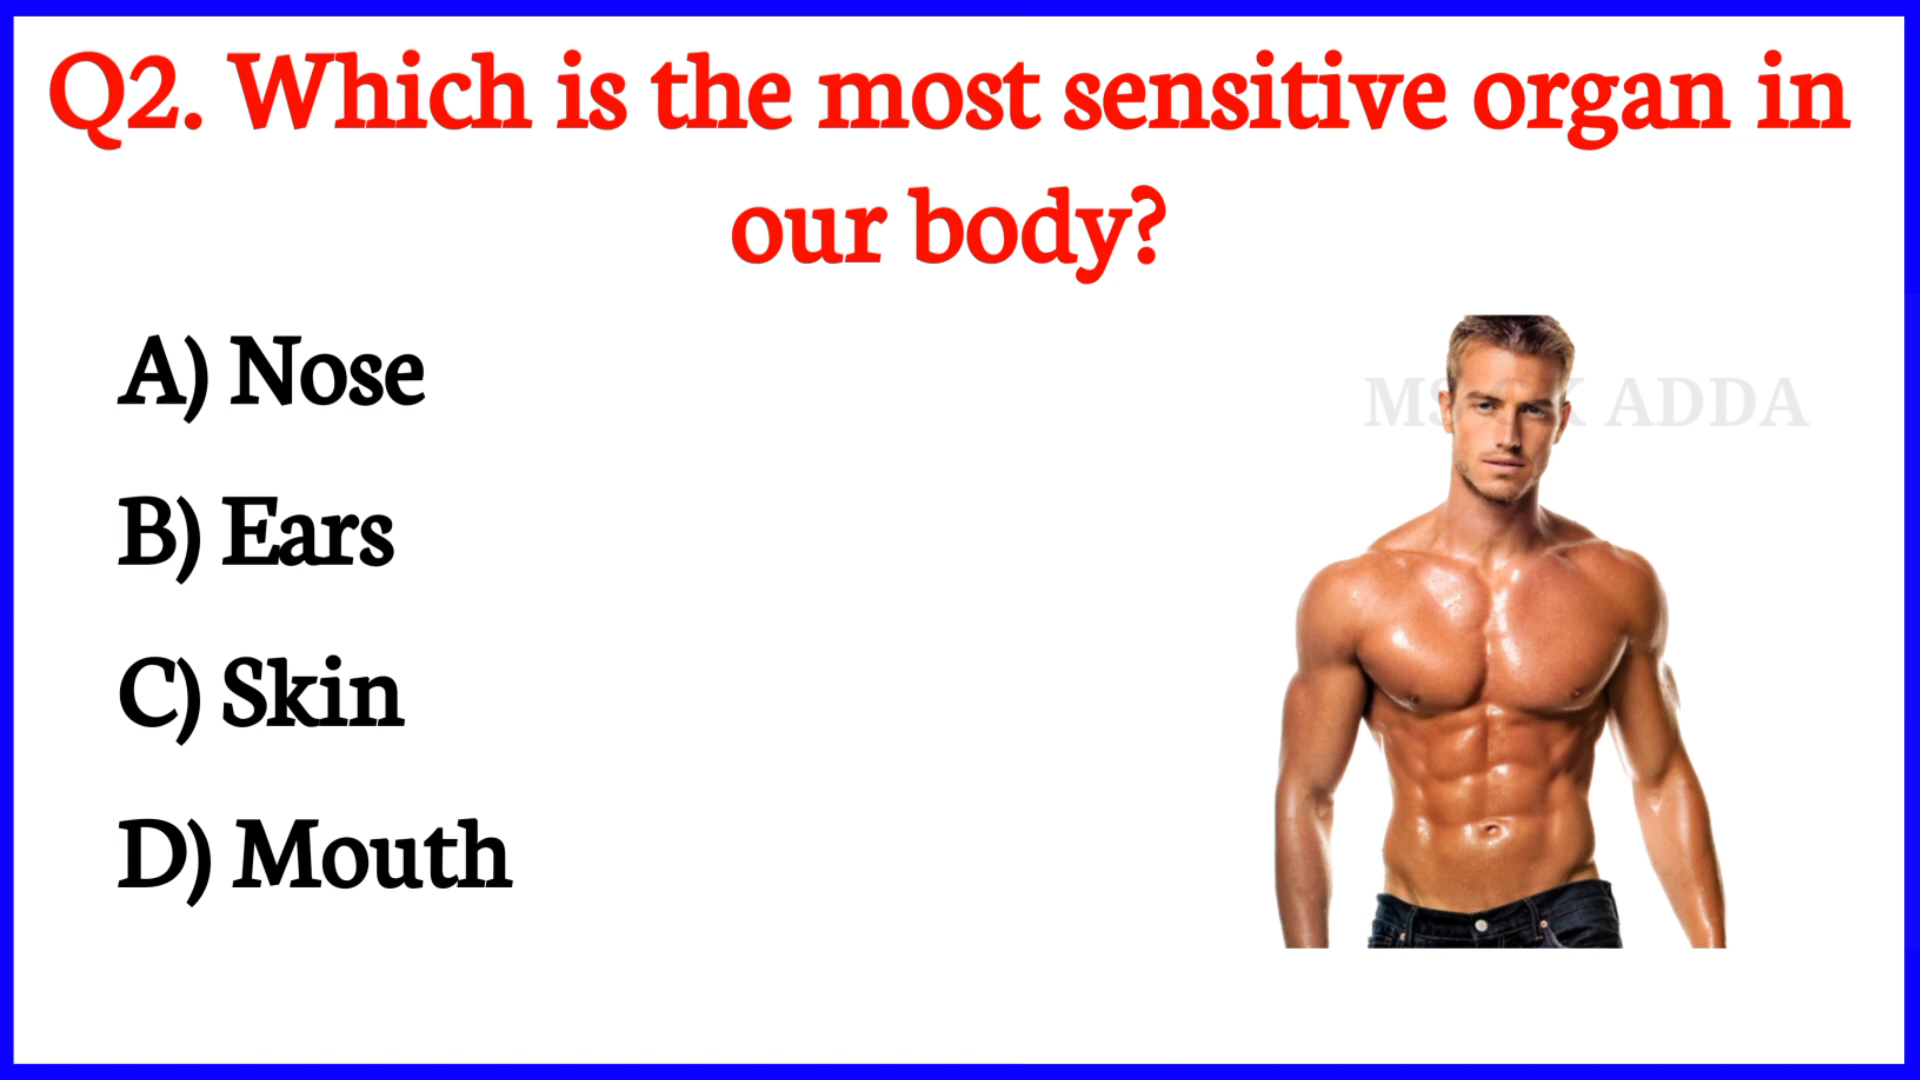 Q2. Which is the most sensitive organ in
our body?
A) Nose
B) Ears
C) Skin
D) Mouth
ADDA